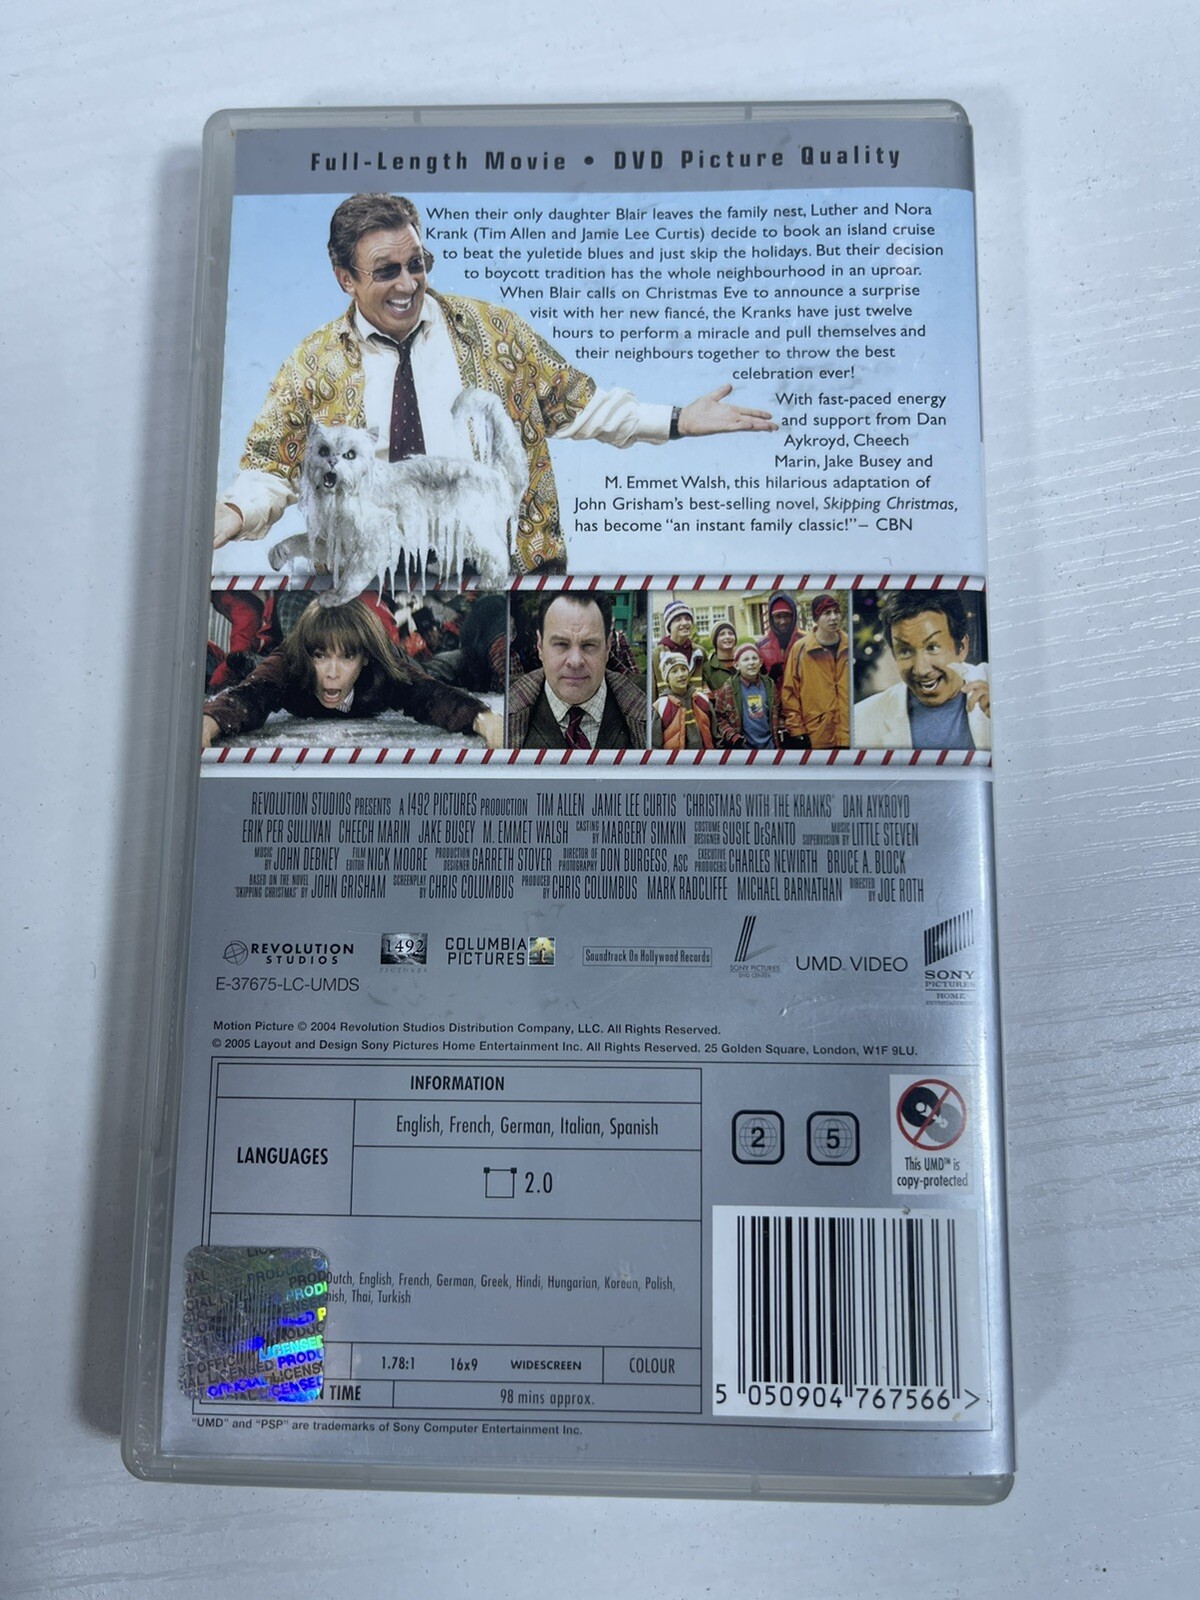 Full-Length Movie • DVD Picture Quality
When their only daughter Blair leaves the family nest, Luther and Nora
Krank (Tim Allen and Jamie Lee Curtis) decide to book an island cruise
to beat the yuletide blues and just skip the holidays. But their decision
to boycott tradition has the whole neighbourhood in an uproar.
When Blair calls on Christmas Eve to announce a surprise
visit with her new fiancé, the Kranks have just twelve
hours to perform a miracle and pull themselves and
their neighbours together to throw the best
celebration ever!
With fast-paced energy
and support from Dan
Aykroyd, Cheech
Marin, Jake Busey and
M. Emmet Walsh, this hilarious adaptation of
John Grisham's best-selling novel, Skipping Christmas,
has become "an instant family classic!" – CBN
REVOLUTION STUDIOS PRESENTS A 1492 PICTURES PRODUCTION TIM ALLEN JAMIE LEE CURTIS 'CHRISTMAS WITH THE KRANKS' DAN AYKROYD
ERIK PER SULLIVAN CHEECH MARIN JAKE BUSEY M. EMMET WALSH CASTING BY MARGERY SIMKIN COSTUME DESIGNER SUSIE DeSANTO MUSIC SUPERVISION BY LITTLE STEVEN
MUSIC BY JOHN DEBNEY FILM EDITOR NICK MOORE PRODUCTION DESIGNER GARRETH STOVER DIRECTOR OF PHOTOGRAPHY DON BURGESS, ASC EXECUTIVE PRODUCERS CHARLES NEWIRTH BRUCE A. BLOCK
BASED ON THE NOVEL 'SKIPPING CHRISTMAS' BY JOHN GRISHAM SCREENPLAY BY CHRIS COLUMBUS PRODUCED BY CHRIS COLUMBUS MARK RADCLIFFE MICHAEL BARNATHAN DIRECTED BY JOE ROTH
REVOLUTION STUDIOS 1492 PICTURES COLUMBIA PICTURES Soundtrack On Hollywood Records SONY PICTURES DVD CENTER UMD™ VIDEO SONY PICTURES HOME ENTERTAINMENT
E-37675-LC-UMDS
Motion Picture © 2004 Revolution Studios Distribution Company, LLC. All Rights Reserved.
© 2005 Layout and Design Sony Pictures Home Entertainment Inc. All Rights Reserved. 25 Golden Square, London, W1F 9LU.
INFORMATION
LANGUAGES
English, French, German, Italian, Spanish
2.0
2 5
This UMD™ is
copy-protected
Dutch, English, French, German, Greek, Hindi, Hungarian, Korean, Polish,
nish, Thai, Turkish
OFFICIAL LICENSED PRODUCT
1.78:1 16x9 WIDESCREEN COLOUR
TIME 98 mins approx.
5 050904 767566 >
"UMD" and "PSP" are trademarks of Sony Computer Entertainment Inc.